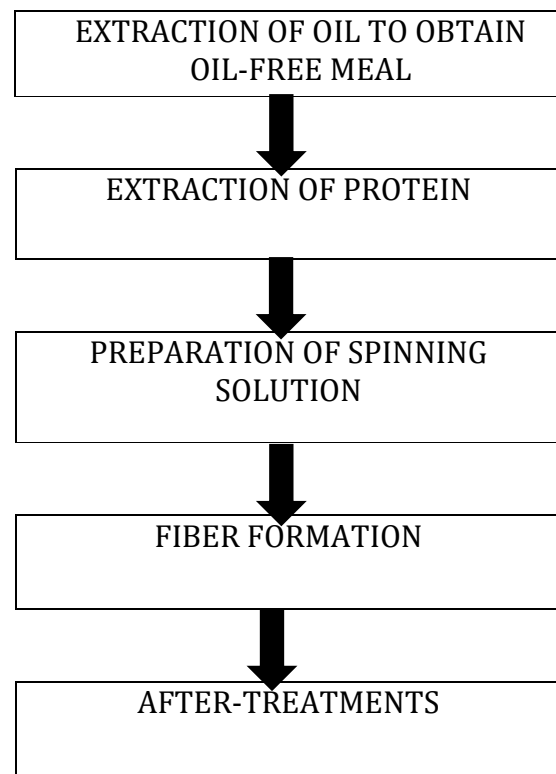 EXTRACTION OF OIL TO OBTAIN
OIL-FREE MEAL
EXTRACTION OF PROTEIN
PREPARATION OF SPINNING
SOLUTION
FIBER FORMATION
AFTER-TREATMENTS